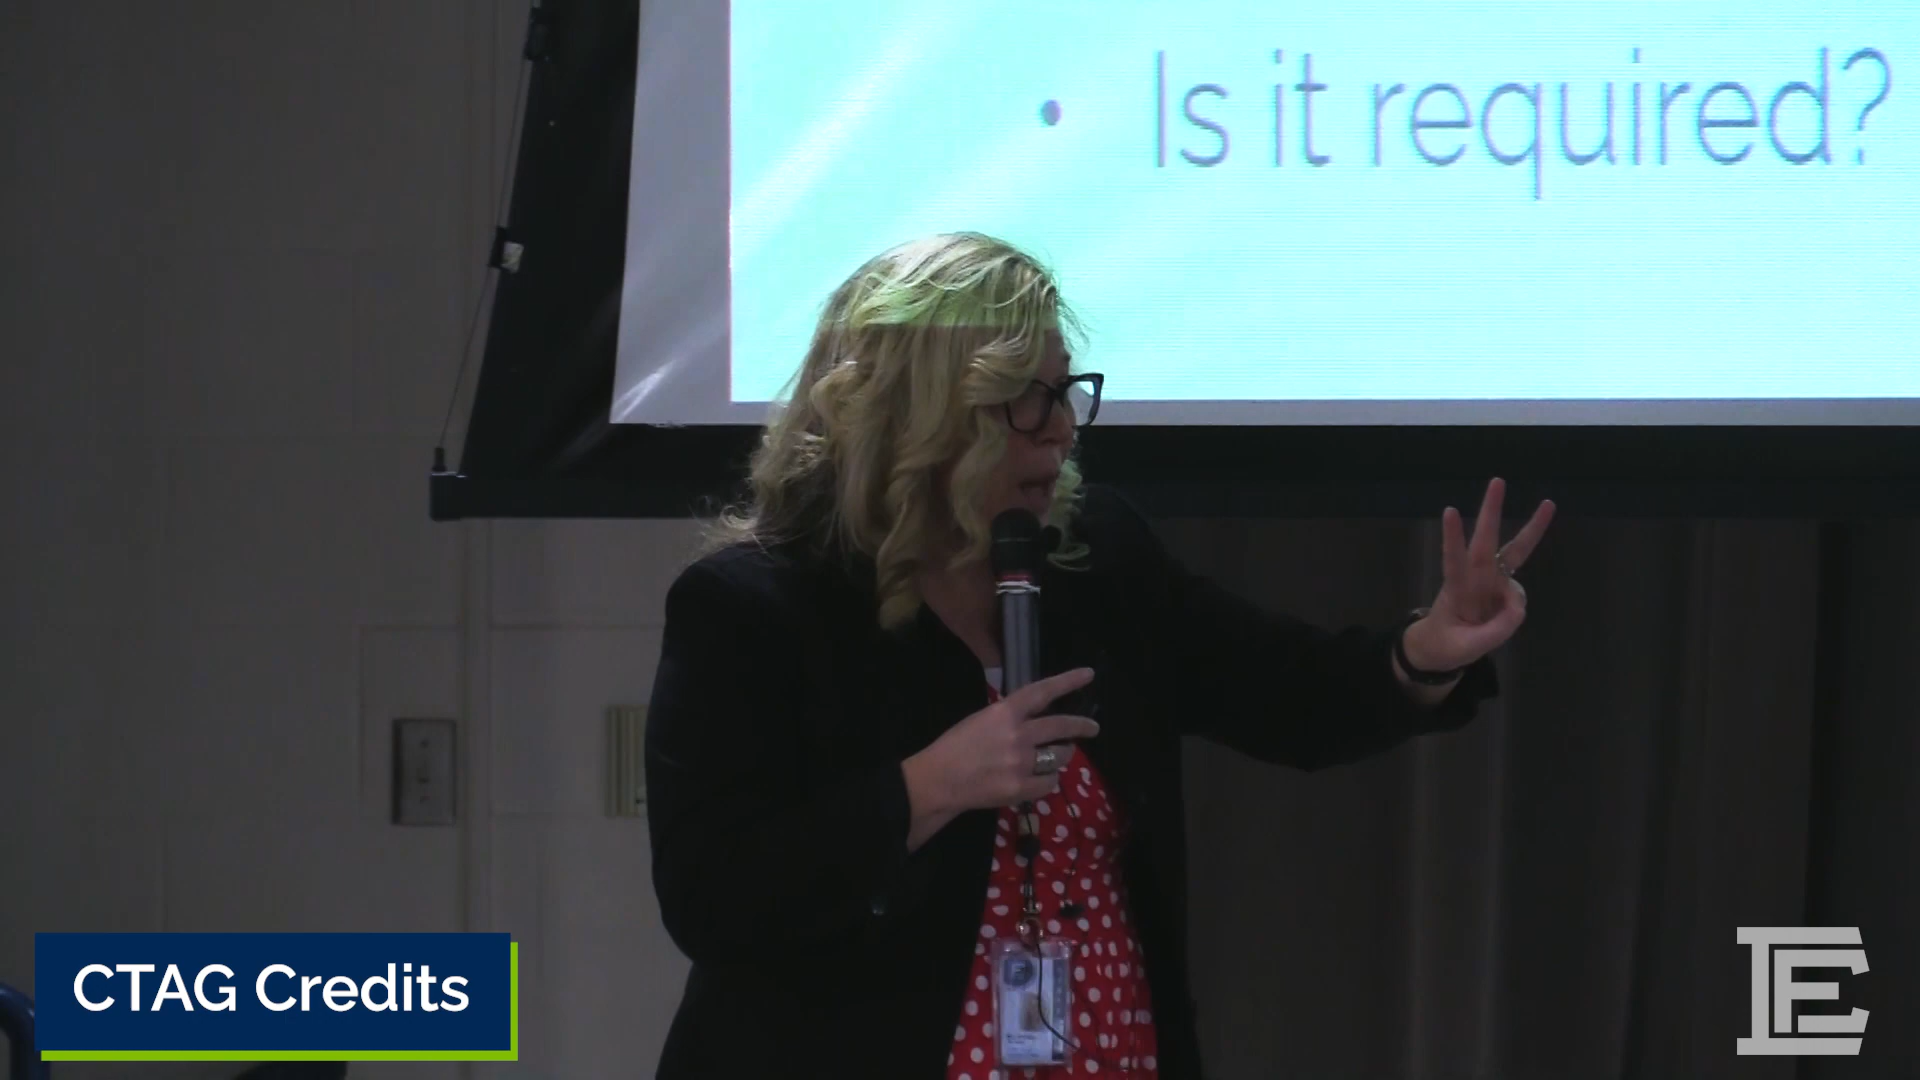 • Is it required?
CTAG Credits